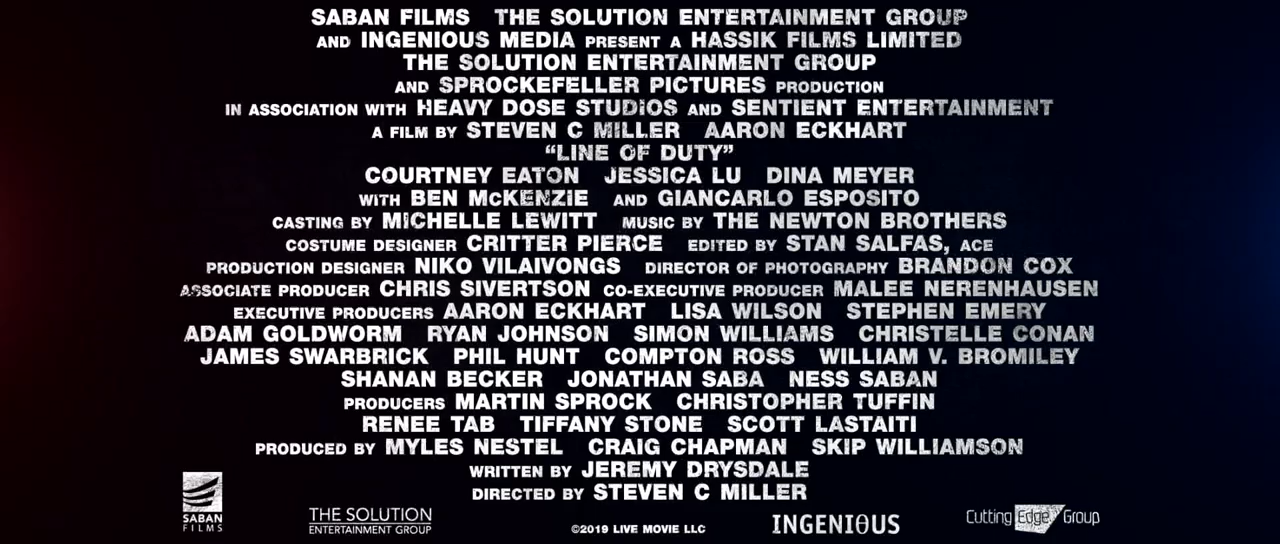 SABAN FILMS THE SOLUTION ENTERTAINMENT GROUP
AND INGENIOUS MEDIA PRESENT A HASSIK FILMS LIMITED
THE SOLUTION ENTERTAINMENT GROUP
AND SPROCKEFELLER PICTURES PRODUCTION
IN ASSOCIATION WITH HEAVY DOSE STUDIOS AND SENTIENT ENTERTAINMENT
A FILM BY STEVEN C MILLER AARON ECKHART
“LINE OF DUTY”
COURTNEY EATON JESSICA LU DINA MEYER
WITH BEN McKENZIE AND GIANCARLO ESPOSITO
CASTING BY MICHELLE LEWITT MUSIC BY THE NEWTON BROTHERS
COSTUME DESIGNER CRITTER PIERCE EDITED BY STAN SALFAS, ACE
PRODUCTION DESIGNER NIKO VILAIVONGS DIRECTOR OF PHOTOGRAPHY BRANDON COX
ASSOCIATE PRODUCER CHRIS SIVERTSON CO-EXECUTIVE PRODUCER MALEE NERENHAUSEN
EXECUTIVE PRODUCERS AARON ECKHART LISA WILSON STEPHEN EMERY
ADAM GOLDWORM RYAN JOHNSON SIMON WILLIAMS CHRISTELLE CONAN
JAMES SWARBRICK PHIL HUNT COMPTON ROSS WILLIAM V. BROMILEY
SHANAN BECKER JONATHAN SABA NESS SABAN
PRODUCERS MARTIN SPROCK CHRISTOPHER TUFFIN
RENEE TAB TIFFANY STONE SCOTT LASTAITI
PRODUCED BY MYLES NESTEL CRAIG CHAPMAN SKIP WILLIAMSON
WRITTEN BY JEREMY DRYSDALE
DIRECTED BY STEVEN C MILLER
SABAN
FILMS
THE SOLUTION
ENTERTAINMENT GROUP
©2019 LIVE MOVIE LLC
INGENIOUS
Cutting Edge Group